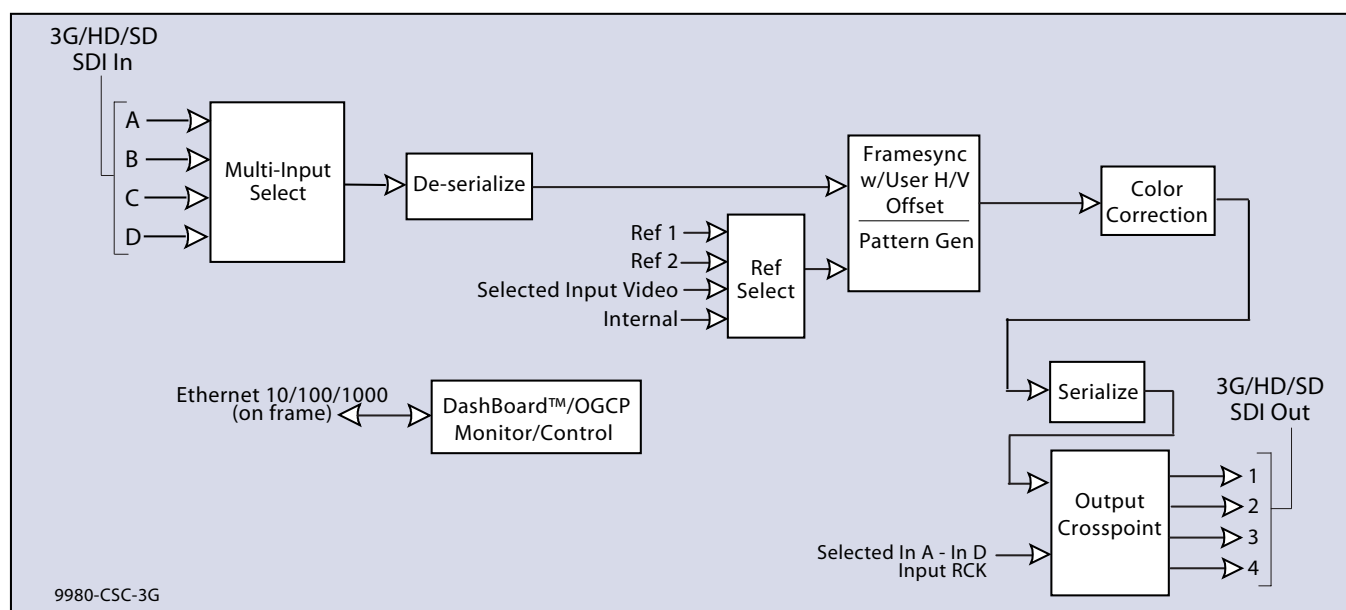 3G/HD/SD
SDI In
A
B
C
D
Multi-Input
Select
De-serialize
Ref 1
Ref 2
Selected Input Video
Internal
Ref
Select
Framesync
w/User H/V
Offset
Pattern Gen
Color
Correction
Ethernet 10/100/1000
(on frame)
DashBoard™/OGCP
Monitor/Control
Serialize
3G/HD/SD
SDI Out
Selected In A - In D
Input RCK
Output
Crosspoint
1
2
3
4
9980-CSC-3G